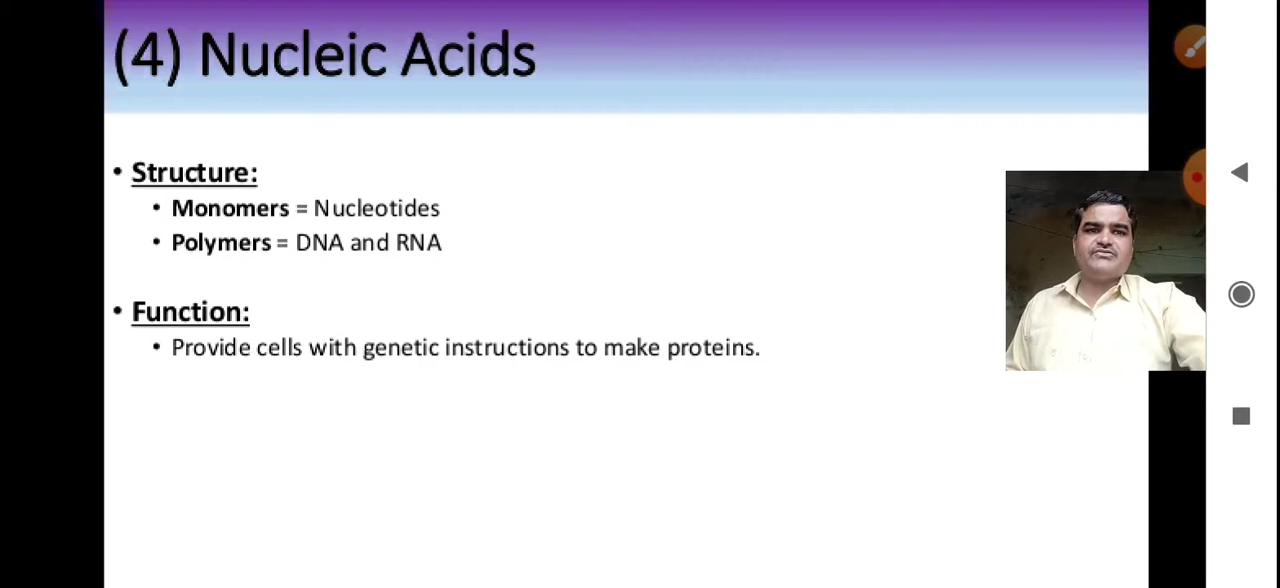 (4) Nucleic Acids
• Structure:
• Monomers = Nucleotides
• Polymers = DNA and RNA
• Function:
• Provide cells with genetic instructions to make proteins.